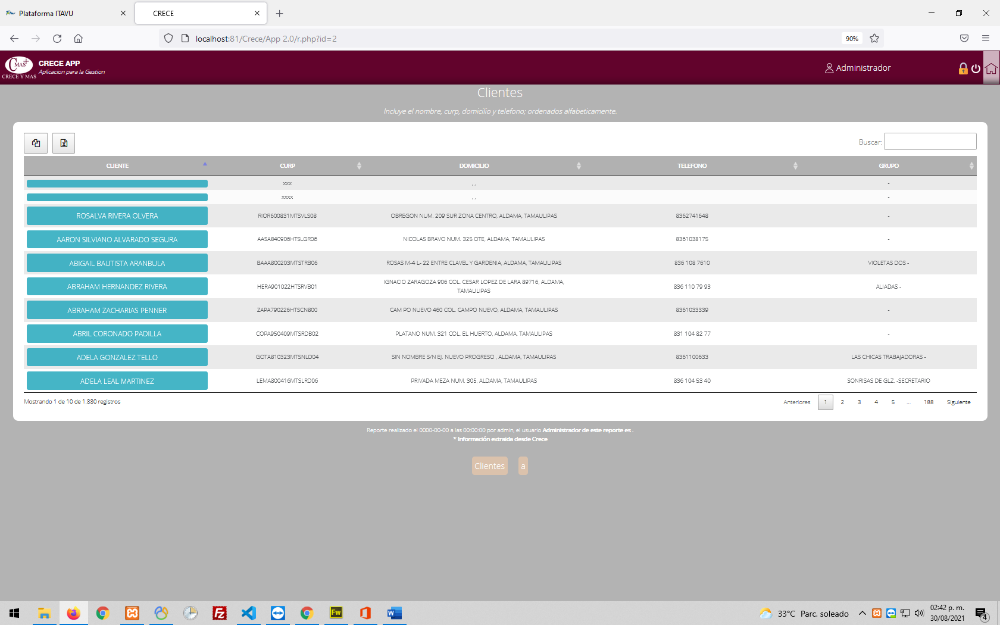 Plataforma ITAVU
CRECE
localhost:81/Crece/App 2.0/r.php?id=2
90%
CMAS+
CRECE Y MAS
CRECE APP
Aplicacion para la Gestion
Administrador
Clientes
Incluye el nombre, curp, domicilio y telefono; ordenados alfabeticamente.
Buscar:
CLIENTE CURP DOMICILIO TELEFONO GRUPO
xxx , , -
xxxx , , -
ROSALVA RIVERA OLVERA RIOR600831MTSVLS08 OBREGON NUM. 209 SUR ZONA CENTRO, ALDAMA, TAMAULIPAS 8362741648 -
AARON SILVIANO ALVARADO SEGURA AASA840906HTSLGR06 NICOLAS BRAVO NUM. 325 OTE, ALDAMA, TAMAULIPAS 8361038175 -
ABIGAIL BAUTISTA ARANBULA BAAA800203MTSTRB06 ROSAS M-4 L- 22 ENTRE CLAVEL Y GARDENIA, ALDAMA, TAMAULIPAS 836 108 7610 VIOLETAS DOS -
ABRAHAM HERNANDEZ RIVERA HERA901022HTSRVB01 IGNACIO ZARAGOZA 906 COL. CESAR LOPEZ DE LARA 89716, ALDAMA, TAMAULIPAS 836 110 79 93 ALIADAS -
ABRAHAM ZACHARIAS PENNER ZAPA790226HTSCN800 CAM PO NUEVO 460 COL. CAMPO NUEVO, ALDAMA, TAMAULIPAS 8361033339 -
ABRIL CORONADO PADILLA COPA950409MTSRDB02 PLATANO NUM. 321 COL. EL HUERTO, ALDAMA, TAMAULIPAS 831 104 82 77 -
ADELA GONZALEZ TELLO GOTA810323MTSNLD04 SIN NOMBRE S/N EJ. NUEVO PROGRESO , ALDAMA, TAMAULIPAS 8361100633 LAS CHICAS TRABAJADORAS -
ADELA LEAL MARTINEZ LEMA800416MTSLRD06 PRIVADA MEZA NUM. 305, ALDAMA, TAMAULIPAS 836 104 53 40 SONRISAS DE GLZ. -SECRETARIO
Mostrando 1 de 10 de 1.880 registros
Anteriores 1 2 3 4 5 ... 188 Siguiente
Reporte realizado el 0000-00-00 a las 00:00:00 por admin, el usuario Administrador de este reporte es .
* Información extraida desde Crece
Clientes a
Fw
33°C Parc. soleado
02:42 p. m.
30/08/2021
4